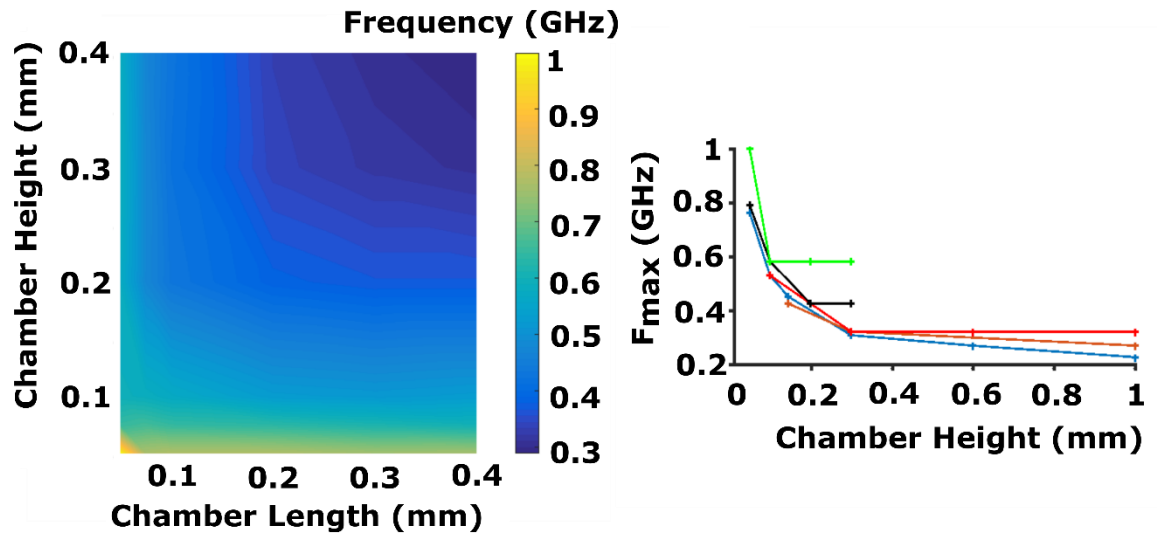 Frequency (GHz)
Chamber Height (mm)
0.4
0.3
0.2
0.1
0.1 0.2 0.3 0.4
Chamber Length (mm)
1
0.9
0.8
0.7
0.6
0.5
0.4
0.3
Fmax (GHz)
1
0.8
0.6
0.4
0.2
0 0.2 0.4 0.6 0.8 1
Chamber Height (mm)